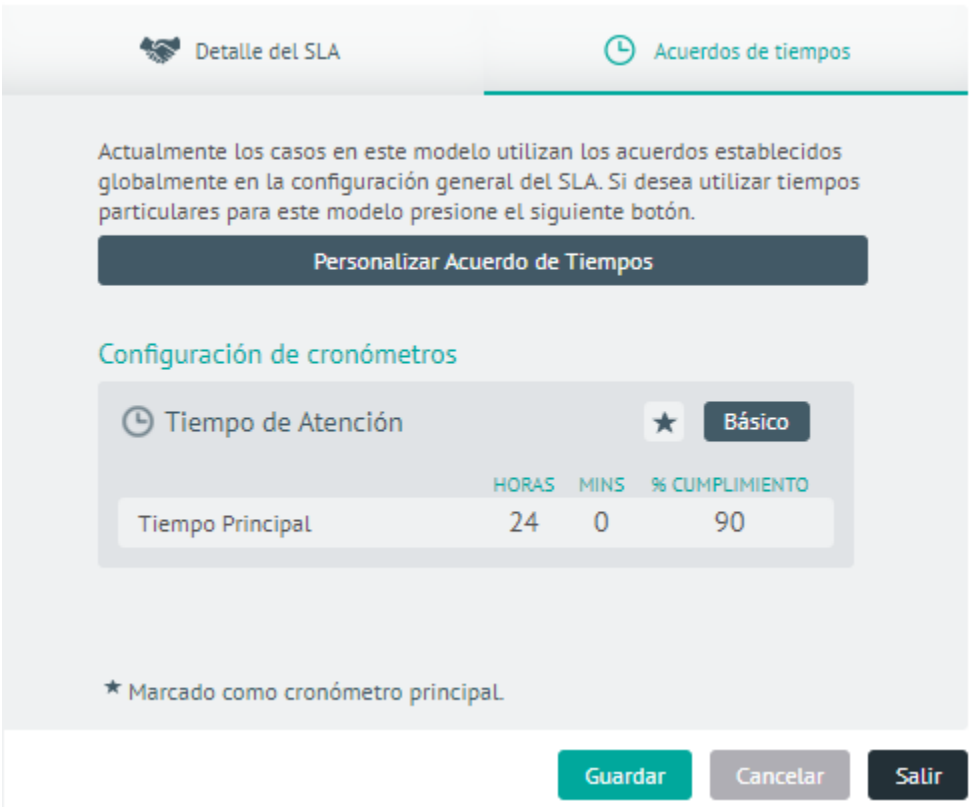 Detalle del SLA
Acuerdos de tiempos
Actualmente los casos en este modelo utilizan los acuerdos establecidos
globalmente en la configuración general del SLA. Si desea utilizar tiempos
particulares para este modelo presione el siguiente botón.
Personalizar Acuerdo de Tiempos
Configuración de cronómetros
Tiempo de Atención
Básico
HORAS MINS % CUMPLIMIENTO
Tiempo Principal 24 0 90
★ Marcado como cronómetro principal.
Guardar Cancelar Salir